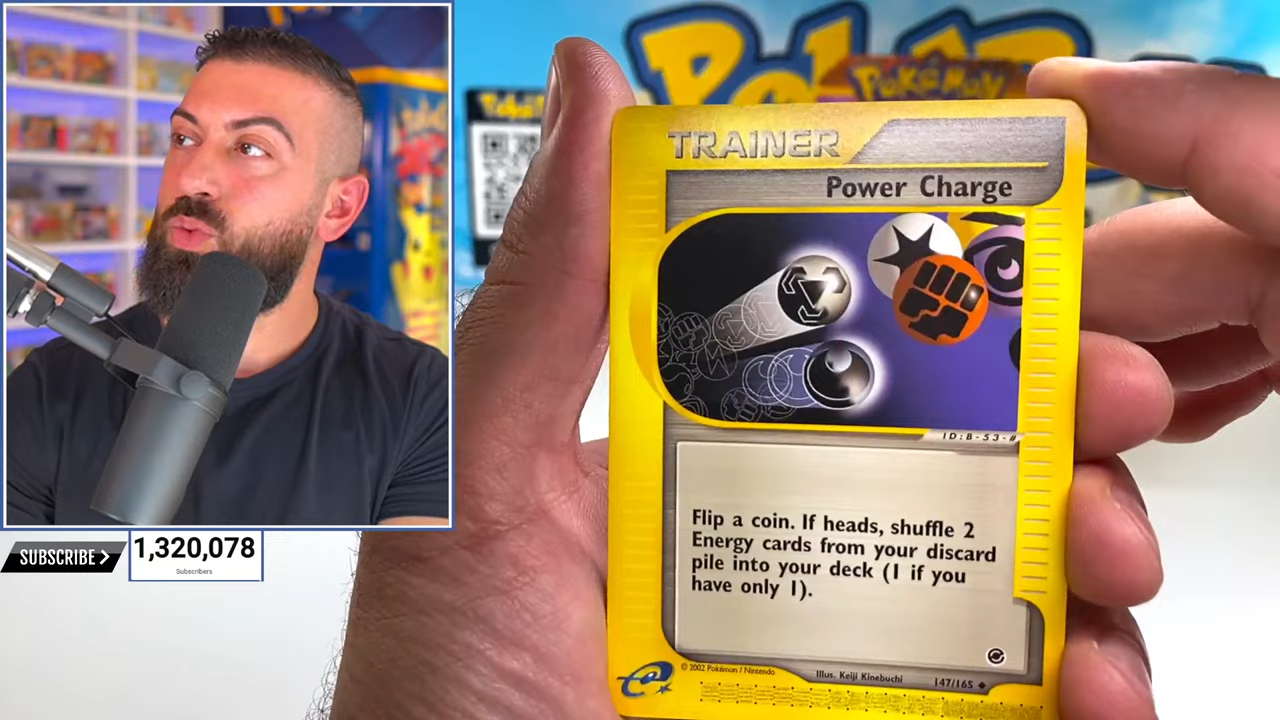 POKÉMON
TRAINER
Power Charge
ID:B-53-#
Flip a coin. If heads, shuffle 2
Energy cards from your discard
pile into your deck (1 if you
have only 1).
© 2002 Pokémon / Nintendo
Illus. Keiji Kinebuchi
147/165
e
SUBSCRIBE >
1,320,078
Subscribers